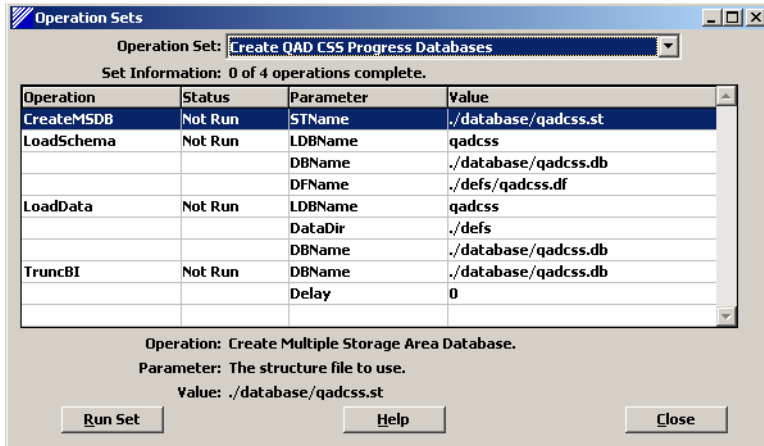 Operation Sets
Operation Set: Create QAD CSS Progress Databases
Set Information: 0 of 4 operations complete.
Operation Status Parameter Value
CreateMSDB Not Run STName ./database/qadcss.st
LoadSchema Not Run LDBName qadcss
DBName ./database/qadcss.db
DFName ./defs/qadcss.df
LoadData Not Run LDBName qadcss
DataDir ./defs
DBName ./database/qadcss.db
TruncBI Not Run DBName ./database/qadcss.db
Delay 0
Operation: Create Multiple Storage Area Database.
Parameter: The structure file to use.
Value: ./database/qadcss.st
Run Set Help Close